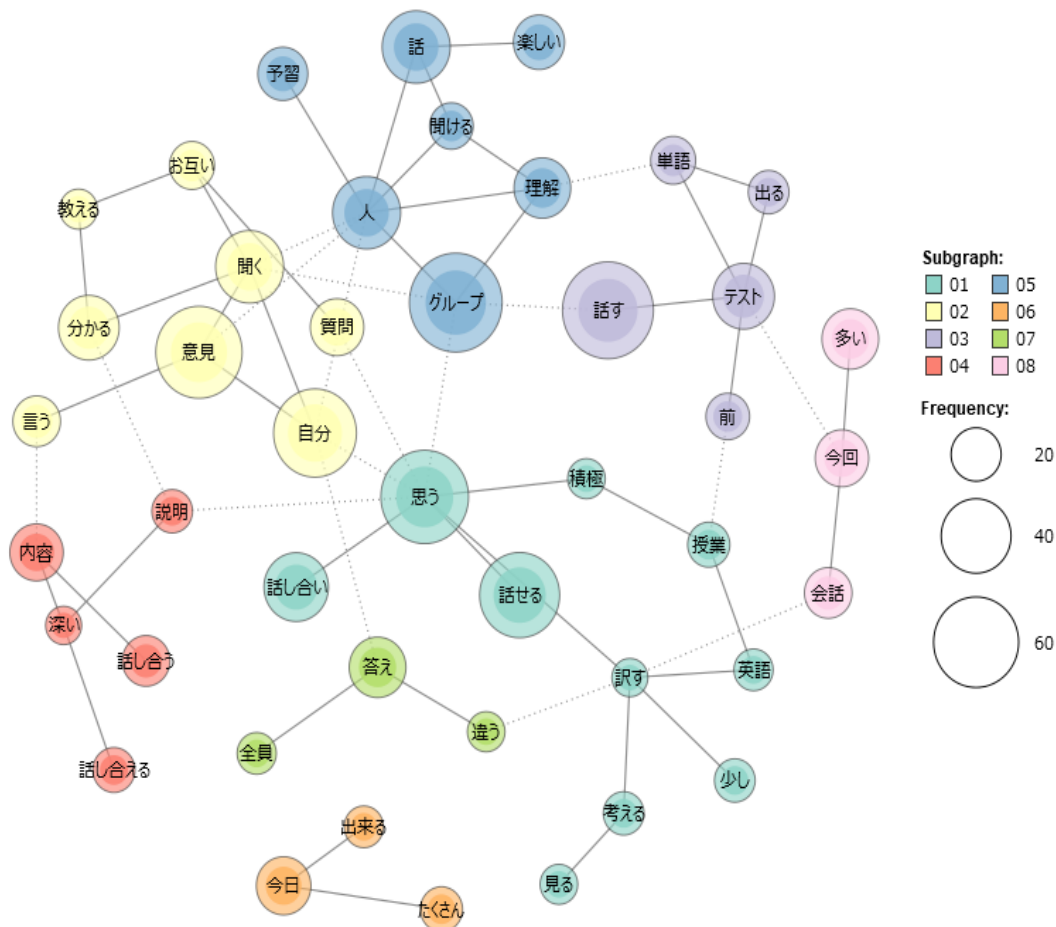 話
楽しい
予習
聞ける
単語
お互い
理解
出る
教える
人
聞く
テスト
グループ
話す
分かる
質問
多い
意見
前
言う
自分
今回
積極
思う
説明
授業
内容
話し合い
話せる
会話
深い
話し合う
答え
英語
訳す
違う
全員
話し合える
少し
考える
出来る
今日
見る
たくさん
Subgraph:
01 05
02 06
03 07
04 08
Frequency:
20
40
60